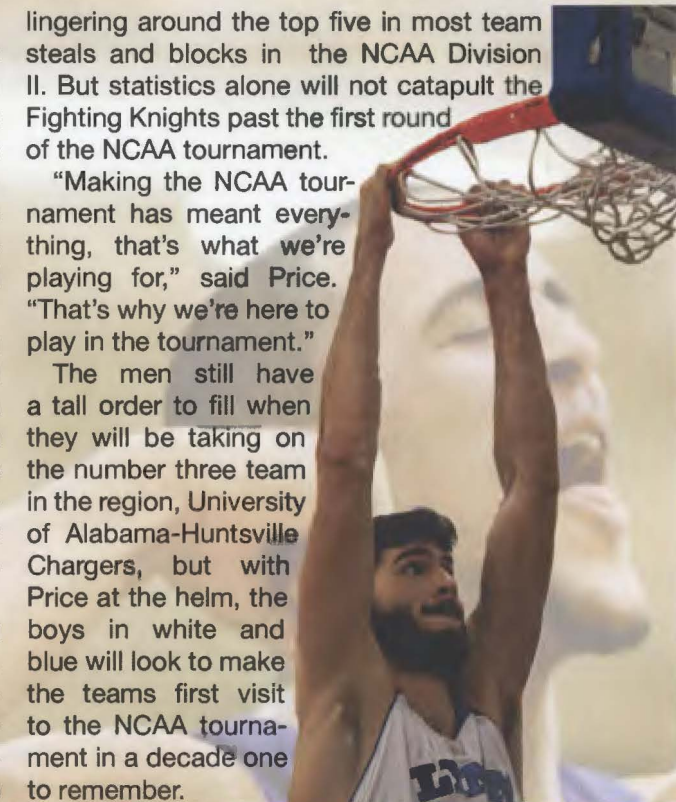 lingering around the top five in most team
steals and blocks in the NCAA Division
II. But statistics alone will not catapult the
Fighting Knights past the first round
of the NCAA tournament.
“Making the NCAA tour-
nament has meant every-
thing, that’s what we’re
playing for,” said Price.
“That’s why we’re here to
play in the tournament.”
The men still have
a tall order to fill when
they will be taking on
the number three team
in the region, University
of Alabama-Huntsville
Chargers, but with
Price at the helm, the
boys in white and
blue will look to make
the teams first visit
to the NCAA tourna-
ment in a decade one
to remember.